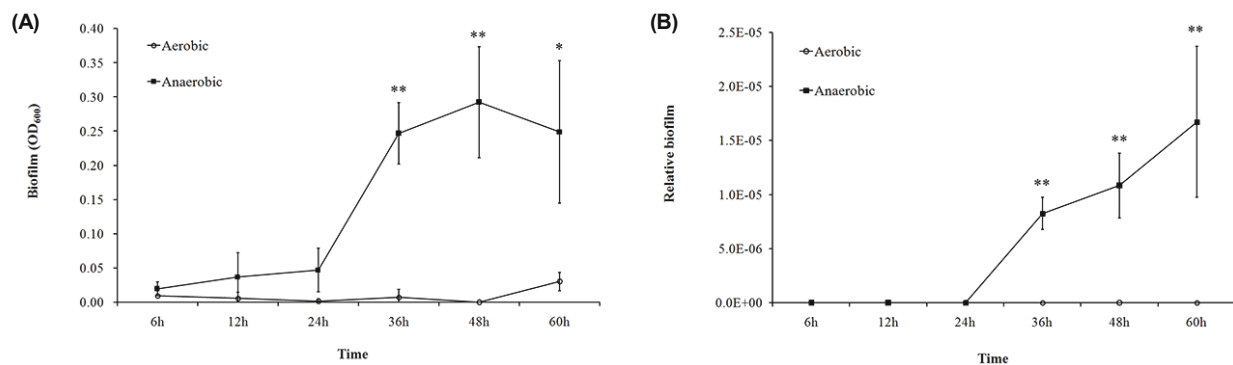 (A)
0.40
0.35
0.30
0.25
0.20
0.15
0.10
0.05
0.00
Biofilm (OD600)
Aerobic
Anaerobic
**
**
*
6h
12h
24h
36h
48h
60h
Time
(B)
2.5E-05
2.0E-05
1.5E-05
1.0E-05
5.0E-06
0.0E+00
Relative biofilm
Aerobic
Anaerobic
**
**
**
6h
12h
24h
36h
48h
60h
Time